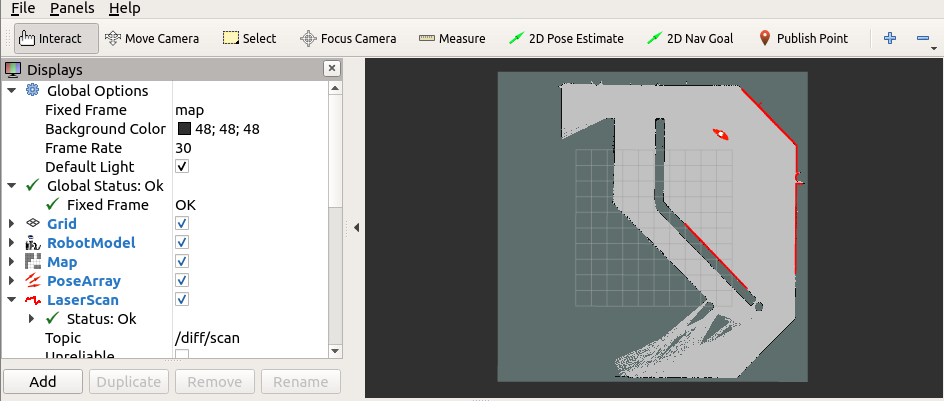 File Panels Help
Interact Move Camera Select Focus Camera Measure 2D Pose Estimate 2D Nav Goal Publish Point
Displays
Global Options
Fixed Frame map
Background Color 48; 48; 48
Frame Rate 30
Default Light
Global Status: Ok
Fixed Frame OK
Grid
RobotModel
Map
PoseArray
LaserScan
Status: Ok
Topic /diff/scan
Unreliable
Add Duplicate Remove Rename